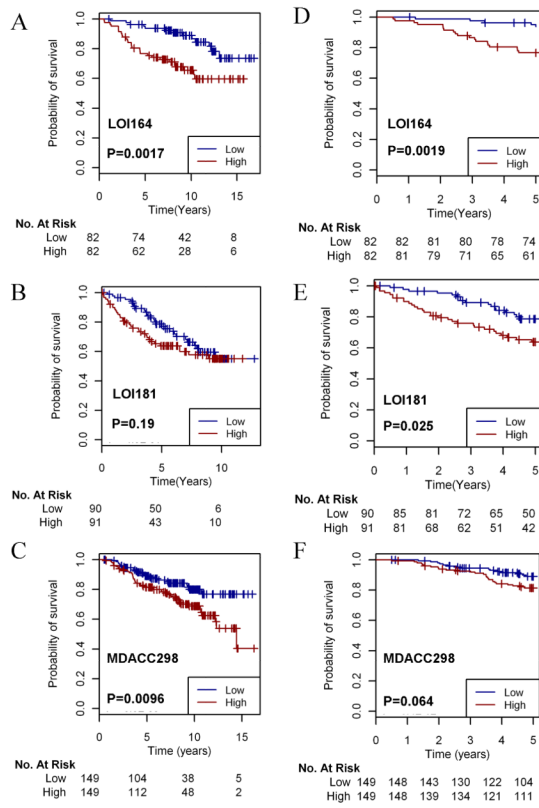 A
Probability of survival
1.0
0.8
0.6
0.4
0.2
0.0
LOI164
P=0.0017
Low
High
0 5 10 15
Time(Years)
No. At Risk
Low 82 74 42 8
High 82 62 28 6
D
Probability of survival
1.0
0.8
0.6
0.4
0.2
0.0
LOI164
P=0.0019
Low
High
0 1 2 3 4 5
Time(Years)
No. At Risk
Low 82 82 81 80 78 74
High 82 81 79 71 65 61
B
Probability of survival
1.0
0.8
0.6
0.4
0.2
0.0
LOI181
P=0.19
Low
High
0 5 10
Time(Years)
No. At Risk
Low 90 50 6
High 91 43 10
E
Probability of survival
1.0
0.8
0.6
0.4
0.2
0.0
LOI181
P=0.025
Low
High
0 1 2 3 4 5
Time(Years)
No. At Risk
Low 90 85 81 72 65 50
High 91 81 68 62 51 42
C
Probability of survival
1.0
0.8
0.6
0.4
0.2
0.0
MDACC298
P=0.0096
Low
High
0 5 10 15
Time (years)
No. At Risk
Low 149 104 38 5
High 149 112 48 2
F
Probability of survival
1.0
0.8
0.6
0.4
0.2
0.0
MDACC298
P=0.064
Low
High
0 1 2 3 4 5
Time (years)
No. At Risk
Low 149 148 143 130 122 104
High 149 148 139 134 121 111